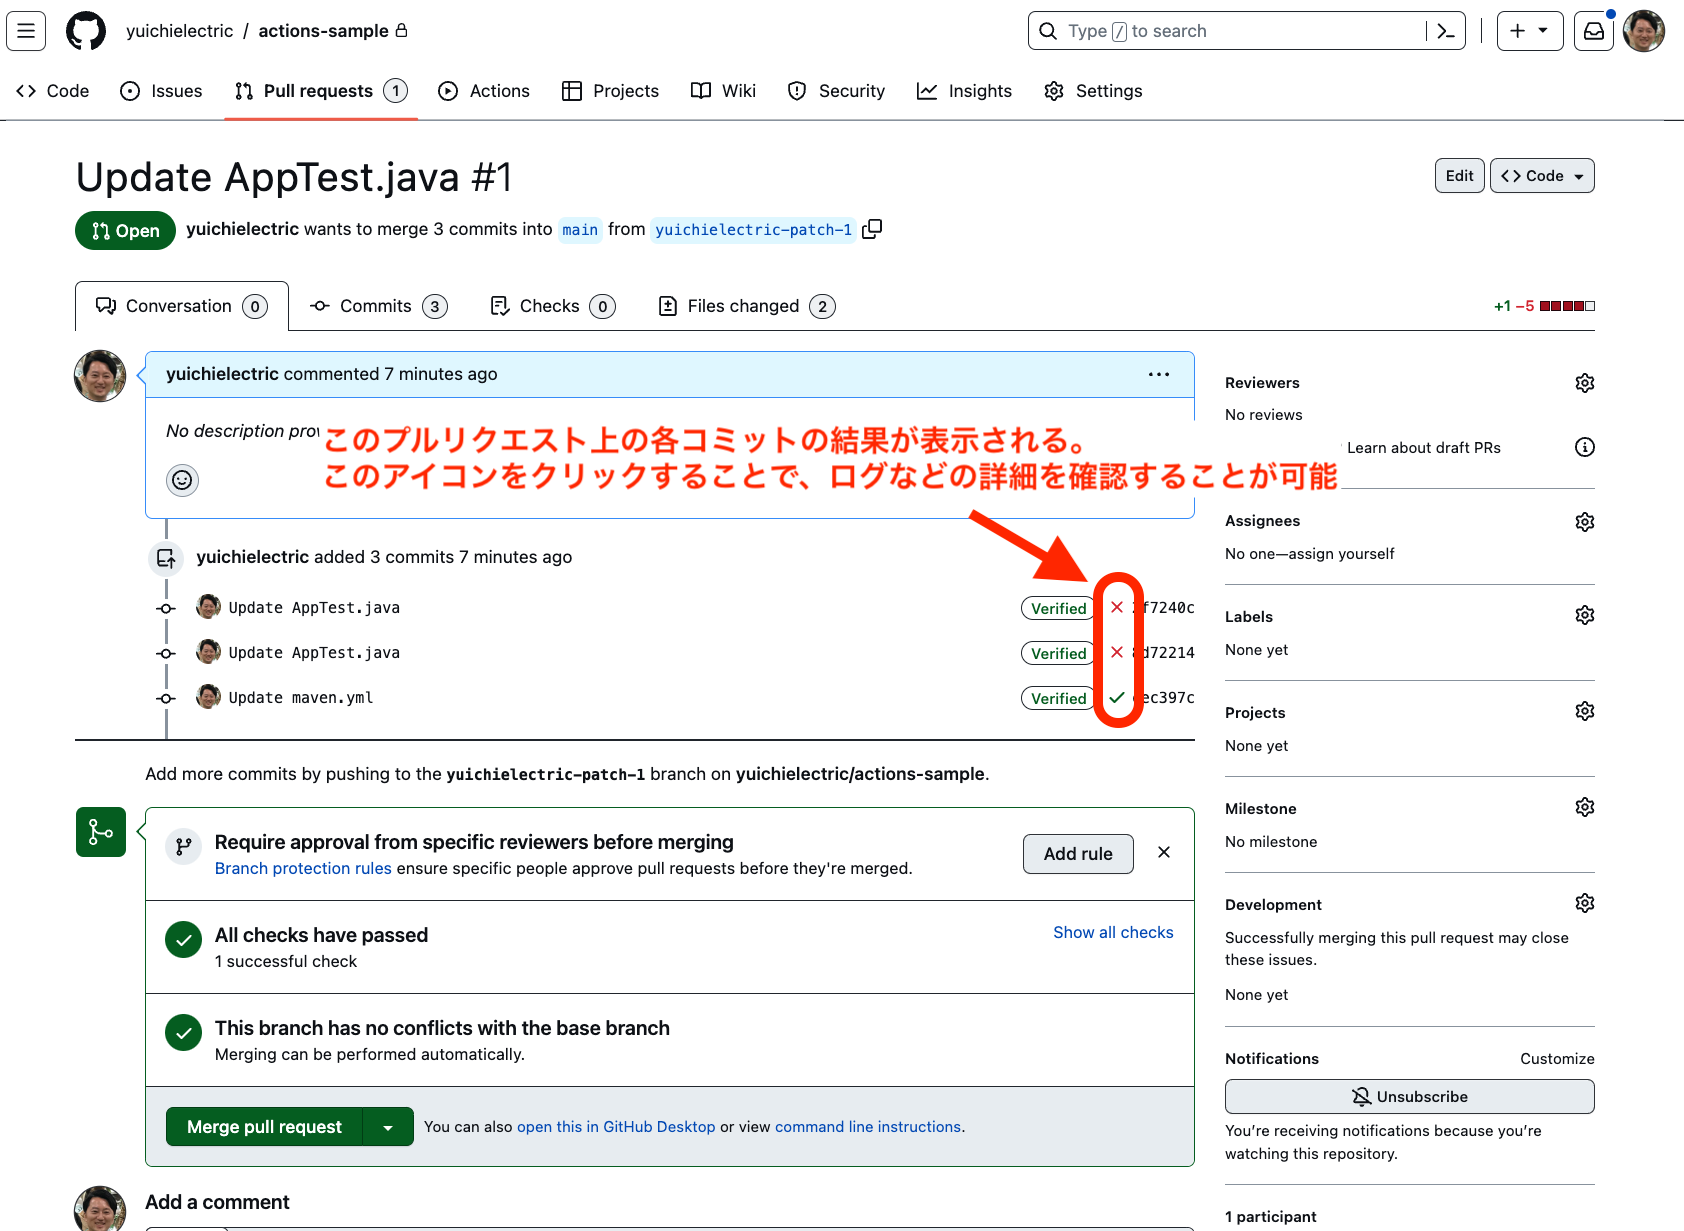 yuichielectric / actions-sample
Type / to search
Code
Issues
Pull requests 1
Actions
Projects
Wiki
Security
Insights
Settings
Update AppTest.java #1
Edit
Code
Open
yuichielectric wants to merge 3 commits into main from yuichielectric-patch-1
Conversation 0
Commits 3
Checks 0
Files changed 2
+1 −5
yuichielectric commented 7 minutes ago
No description
このプルリクエスト上の各コミットの結果が表示される。
このアイコンをクリックすることで、ログなどの詳細を確認することが可能
yuichielectric added 3 commits 7 minutes ago
Update AppTest.java
Verified
f7240c
Update AppTest.java
Verified
d72214
Update maven.yml
Verified
ec397c
Add more commits by pushing to the yuichielectric-patch-1 branch on yuichielectric/actions-sample.
Require approval from specific reviewers before merging
Branch protection rules ensure specific people approve pull requests before they're merged.
Add rule
All checks have passed
1 successful check
Show all checks
This branch has no conflicts with the base branch
Merging can be performed automatically.
Merge pull request
You can also open this in GitHub Desktop or view command line instructions.
Add a comment
Reviewers
No reviews
Learn about draft PRs
Assignees
No one—assign yourself
Labels
None yet
Projects
None yet
Milestone
No milestone
Development
Successfully merging this pull request may close
these issues.
None yet
Notifications
Customize
Unsubscribe
You're receiving notifications because you're
watching this repository.
1 participant